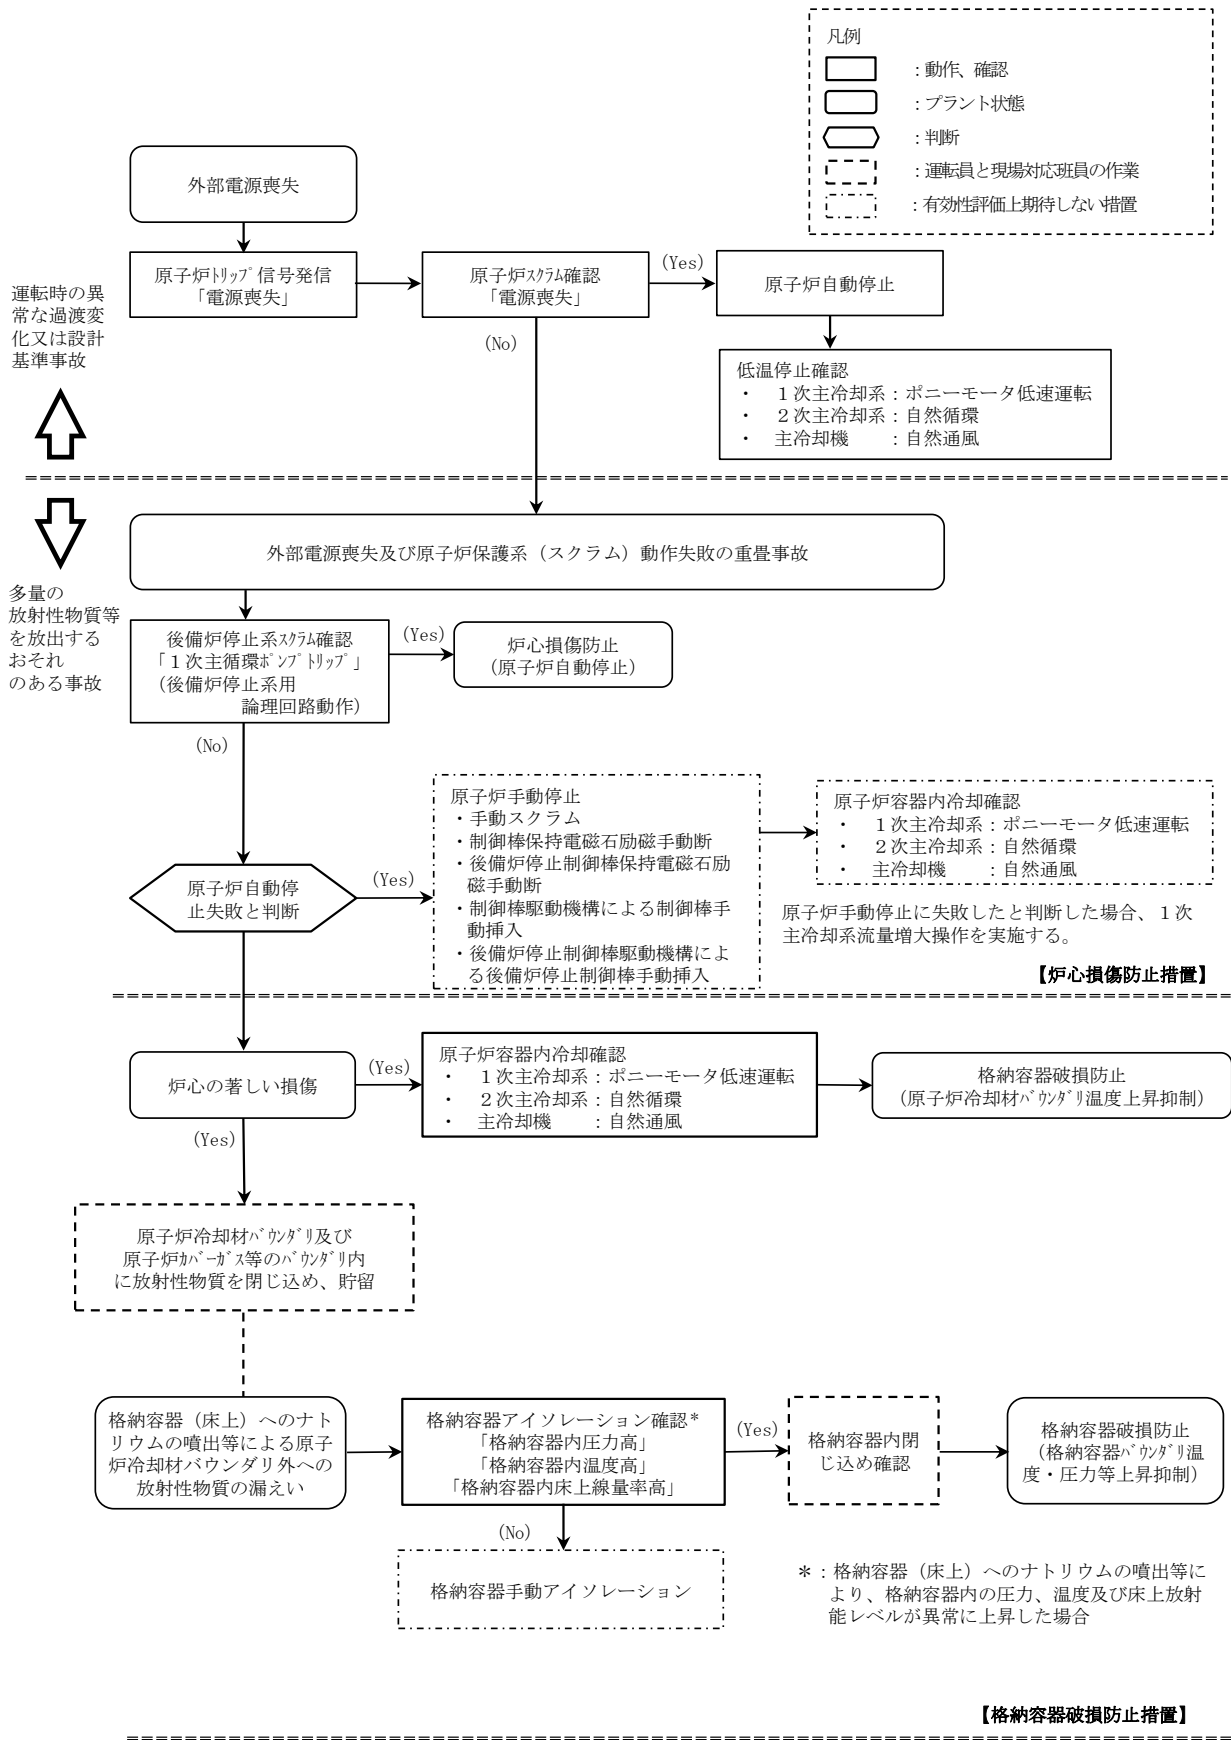 凡例
：動作、確認
：プラント状態
：判断
：運転員と現場対応班員の作業
：有効性評価上期待しない措置
外部電源喪失
原子炉ﾄﾘｯﾌﾟ信号発信
「電源喪失」
原子炉ｽｸﾗﾑ確認
「電源喪失」
(Yes)
原子炉自動停止
(No)
運転時の異
常な過渡変
化又は設計
基準事故
低温停止確認
・　１次主冷却系：ポニーモータ低速運転
・　２次主冷却系：自然循環
・　主冷却機　　：自然通風
外部電源喪失及び原子炉保護系（スクラム）動作失敗の重畳事故
多量の
放射性物質等
を放出する
おそれ
のある事故
後備炉停止系ｽｸﾗﾑ確認
「１次主循環ﾎﾟﾝﾌﾟﾄﾘｯﾌﾟ」
（後備炉停止系用
論理回路動作）
(Yes)
炉心損傷防止
（原子炉自動停止）
(No)
原子炉自動停
止失敗と判断
(Yes)
原子炉手動停止
・手動スクラム
・制御棒保持電磁石励磁手動断
・後備炉停止制御棒保持電磁石励
磁手動断
・制御棒駆動機構による制御棒手
動挿入
・後備炉停止制御棒駆動機構によ
る後備炉停止制御棒手動挿入
原子炉容器内冷却確認
・　１次主冷却系：ポニーモータ低速運転
・　２次主冷却系：自然循環
・　主冷却機　　：自然通風
原子炉手動停止に失敗したと判断した場合、１次
主冷却系流量増大操作を実施する。
【炉心損傷防止措置】
炉心の著しい損傷
(Yes)
原子炉容器内冷却確認
・　１次主冷却系：ポニーモータ低速運転
・　２次主冷却系：自然循環
・　主冷却機　　：自然通風
格納容器破損防止
（原子炉冷却材ﾊﾞｳﾝﾀﾞﾘ温度上昇抑制）
(Yes)
原子炉冷却材ﾊﾞｳﾝﾀﾞﾘ及び
原子炉ｶﾊﾞｰｶﾞｽ等のﾊﾞｳﾝﾀﾞﾘ内
に放射性物質を閉じ込め、貯留
格納容器（床上）へのナト
リウムの噴出等による原子
炉冷却材バウンダリ外への
放射性物質の漏えい
格納容器アイソレーション確認＊
「格納容器内圧力高」
「格納容器内温度高」
「格納容器内床上線量率高」
(Yes)
格納容器内閉
じ込め確認
格納容器破損防止
（格納容器ﾊﾞｳﾝﾀﾞﾘ温
度・圧力等上昇抑制）
(No)
格納容器手動アイソレーション
＊：格納容器（床上）へのナトリウムの噴出等に
より、格納容器内の圧力、温度及び床上放射
能レベルが異常に上昇した場合
【格納容器破損防止措置】